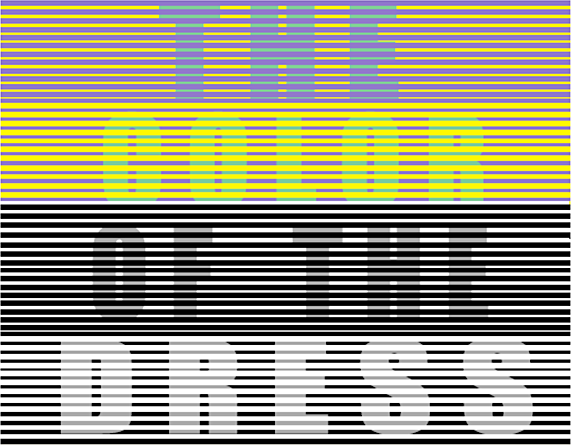 THE
COLOR
OF THE
DRESS